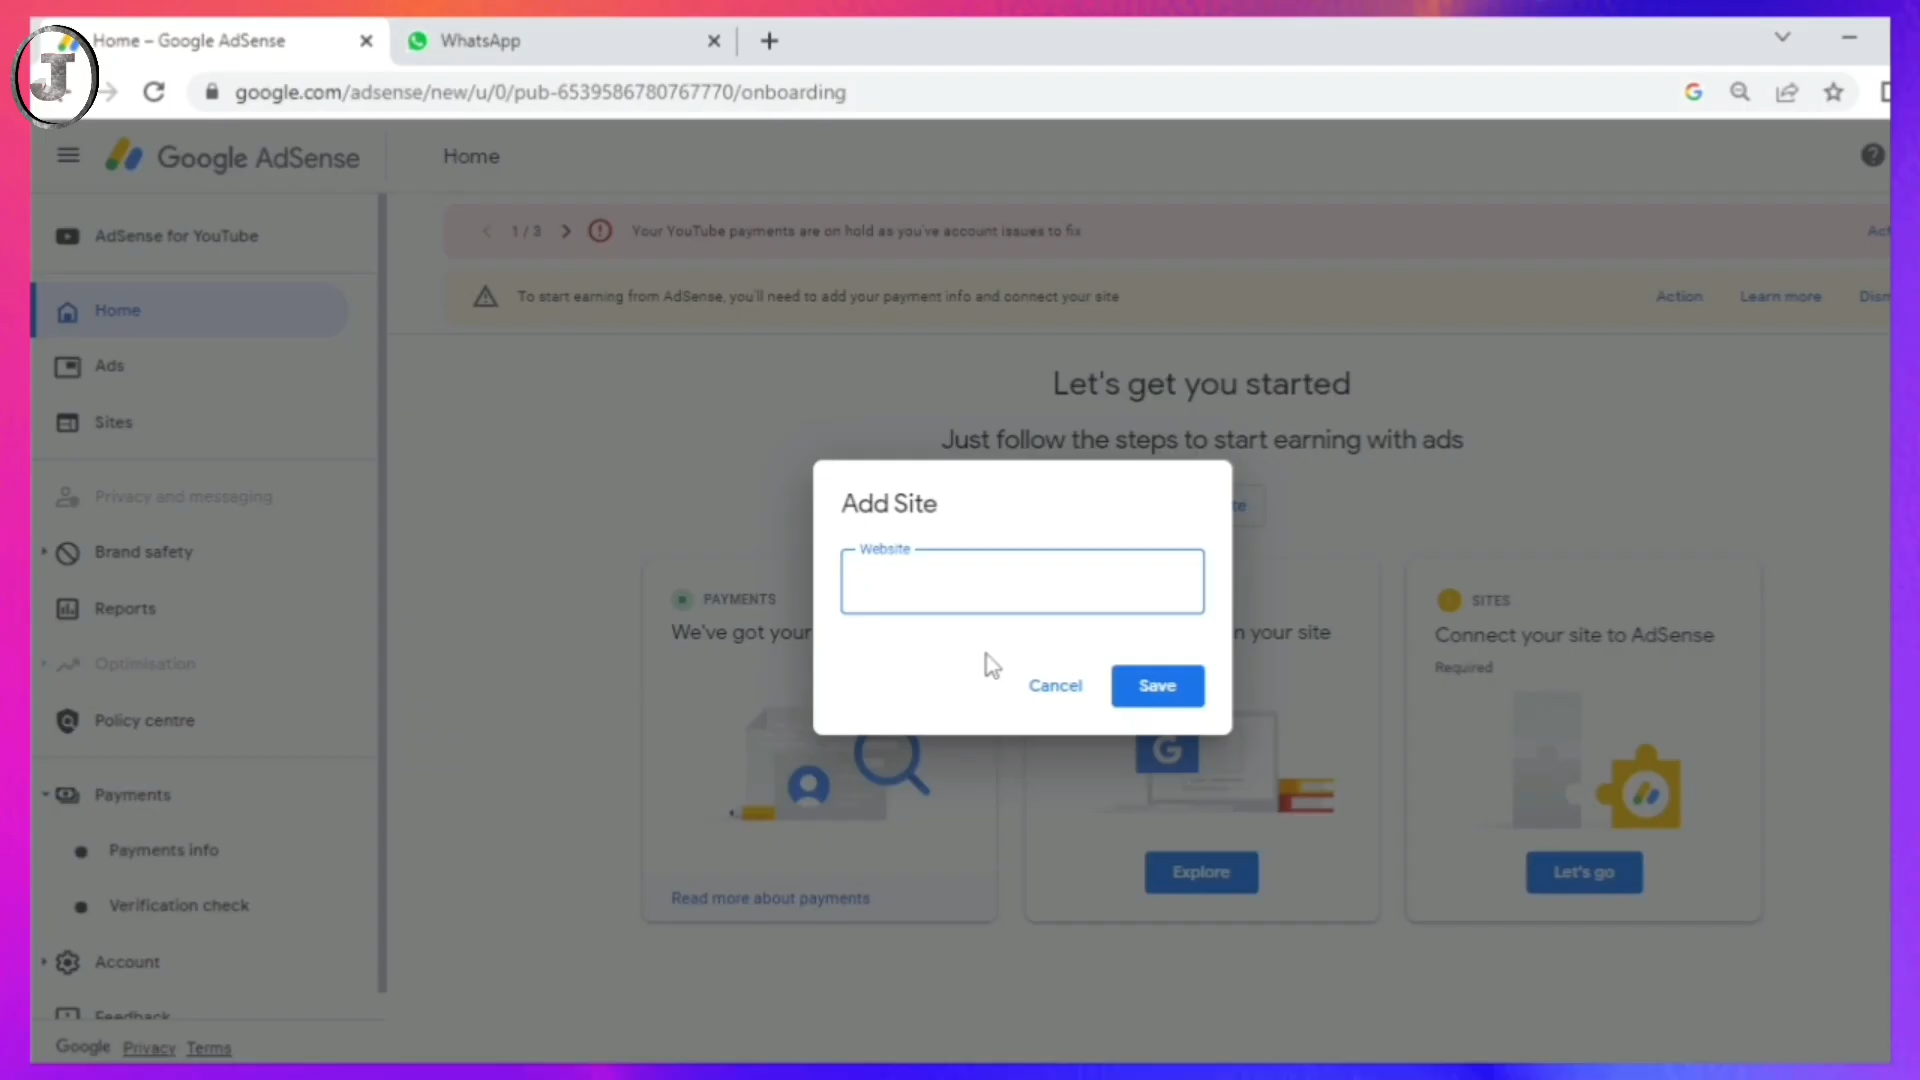 J
Home – Google AdSense
WhatsApp
google.com/adsense/new/u/0/pub-6539586780767770/onboarding
Google AdSense
Home
AdSense for YouTube
Home
Ads
Sites
Privacy and messaging
Brand safety
Reports
Optimisation
Policy centre
Payments
Payments info
Verification check
Account
Feedback
Google Privacy Terms
1 / 3
Your YouTube payments are on hold as you've account issues to fix
To start earning from AdSense, you'll need to add your payment info and connect your site
Action
Learn more
Let's get you started
Just follow the steps to start earning with ads
Add Site
Website
Cancel
Save
PAYMENTS
We've got your
Read more about payments
your site
Explore
SITES
Connect your site to AdSense
Required
Let's go